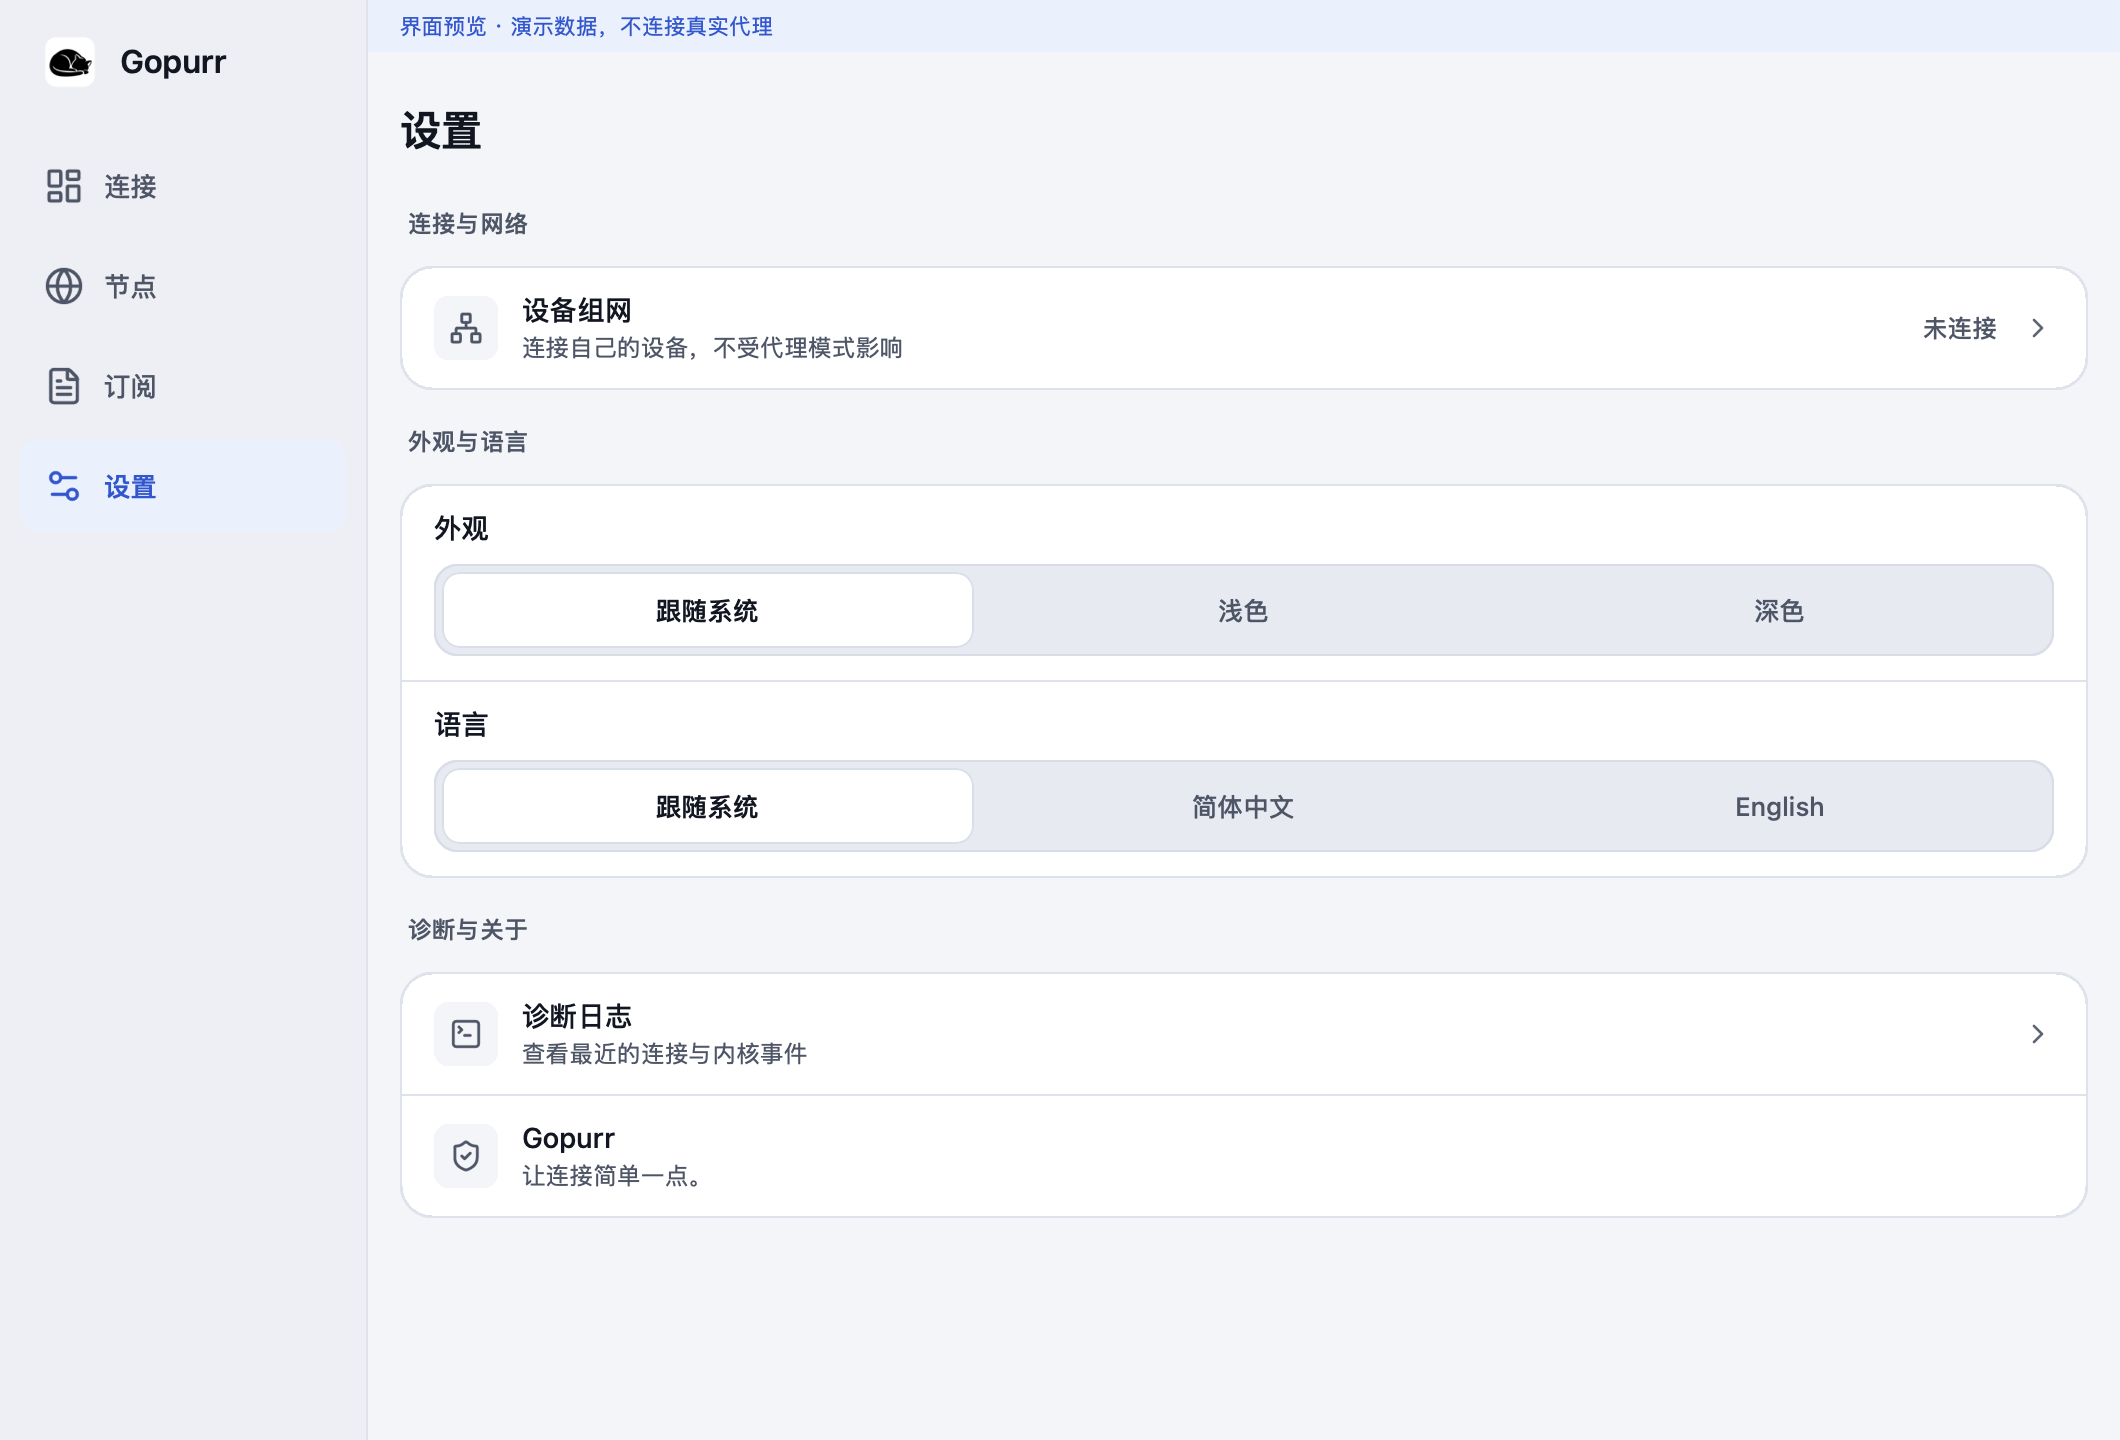 Gopurr
连接
节点
订阅
设置
界面预览 · 演示数据，不连接真实代理
设置
连接与网络
设备组网
连接自己的设备，不受代理模式影响
未连接
外观与语言
外观
跟随系统 浅色 深色
语言
跟随系统 简体中文 English
诊断与关于
诊断日志
查看最近的连接与内核事件
Gopurr
让连接简单一点。